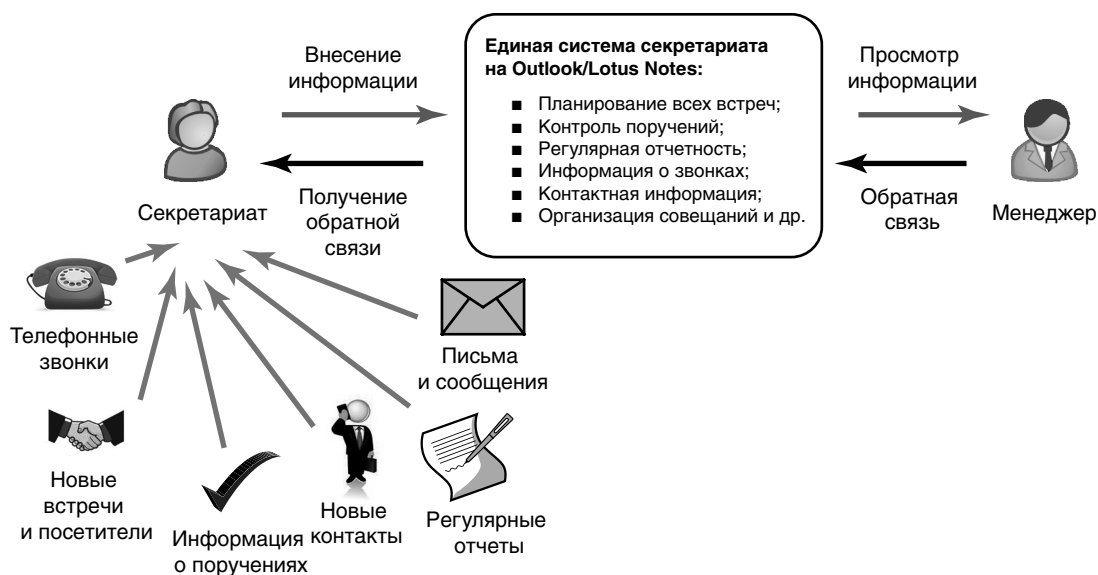 Внесение
информации
Единая система секретариата
на Outlook/Lotus Notes:
■ Планирование всех встреч;
■ Контроль поручений;
■ Регулярная отчетность;
■ Информация о звонках;
■ Контактная информация;
■ Организация совещаний и др.
Просмотр
информации
Секретариат
Получение
обратной
связи
Обратная
связь
Менеджер
Телефонные
звонки
Письма
и сообщения
Новые
встречи
и посетители
Информация
о поручениях
Новые
контакты
Регулярные
отчеты